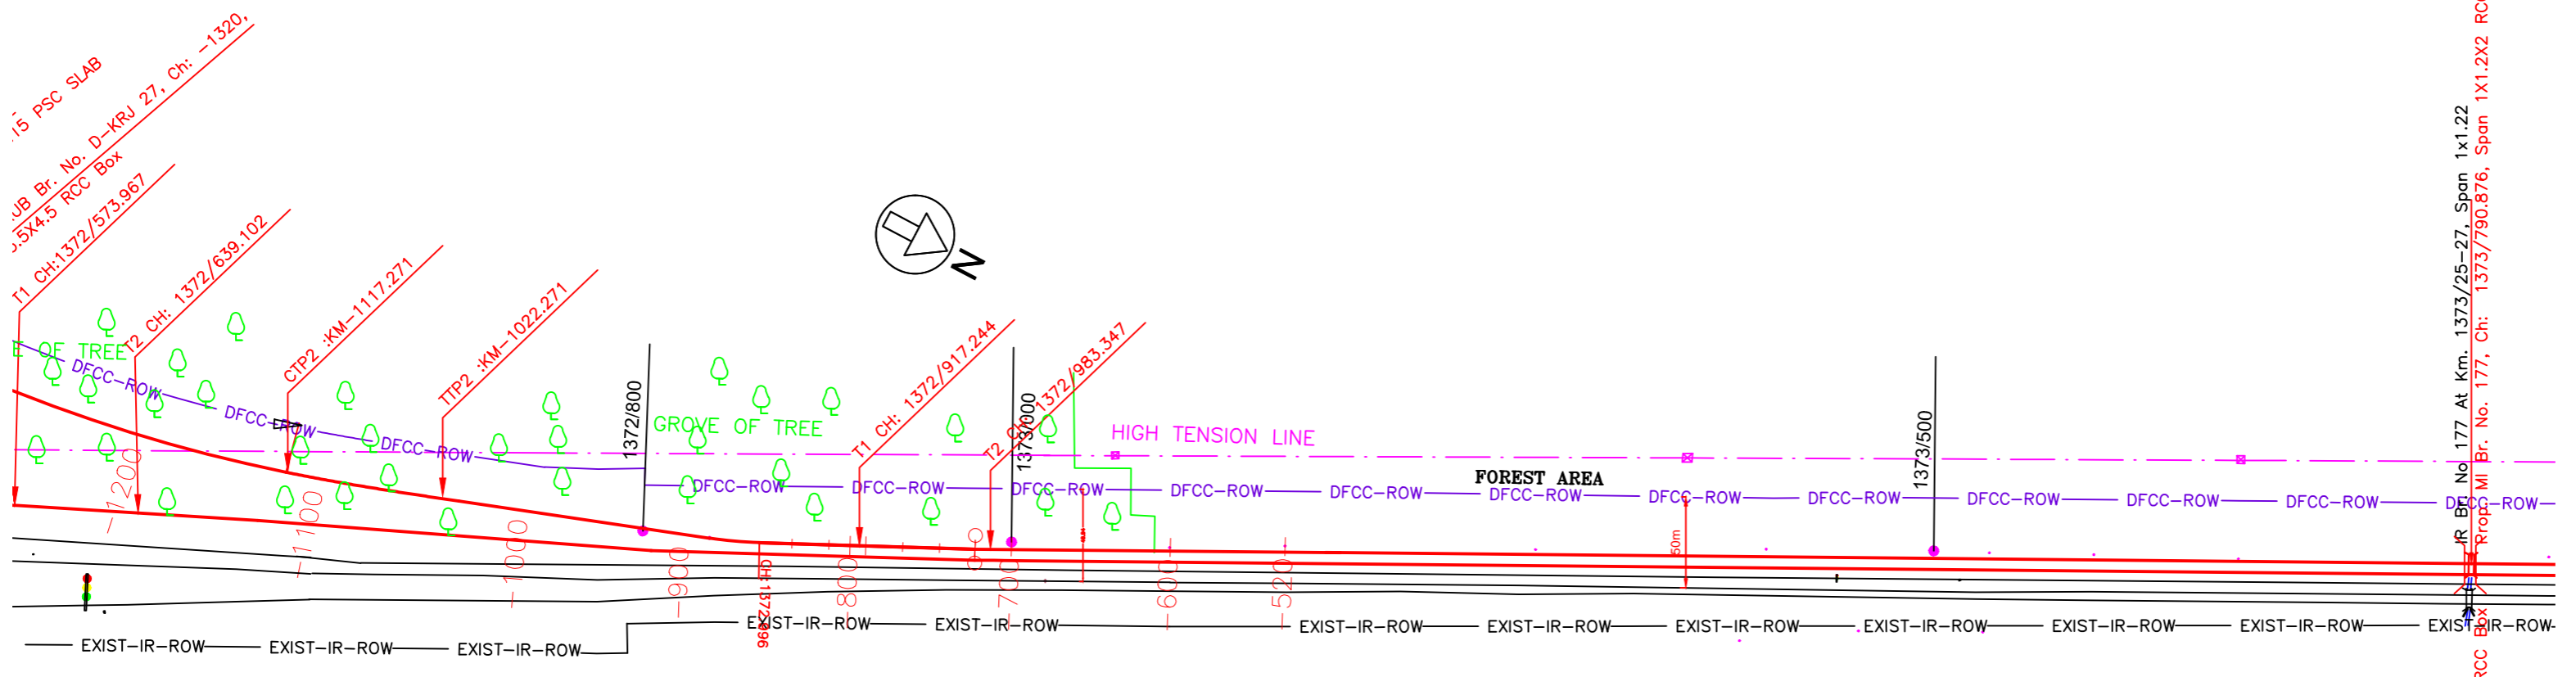 15 PSC SLAB
UB Br. No. D-KRJ 27, Ch: -1320,
.5X4.5 RCC Box
T1 CH:1372/573.967
T2 CH: 1372/639.102
CTP2 :KM-1117.271
TTP2 :KM-1022.271
1372/800
T1 CH: 1372/917.244
T2 CH: 1372/983.347
1373/000
1373/500
IR Br. No 177 At Km. 1373/25-27, Span 1x1.22
Prop. MI Br. No. 177, Ch: 1373/790.876, Span 1X1.2X2 RCC
RCC Box
N
E OF TREE
GROVE OF TREE
HIGH TENSION LINE
FOREST AREA
DFCC-ROW DFCC-ROW DFCC-ROW DFCC-ROW DFCC-ROW DFCC-ROW DFCC-ROW DFCC-ROW DFCC-ROW DFCC-ROW DFCC-ROW DFCC-ROW DFCC-ROW DFCC-ROW DFCC-ROW
50m
-1200
-1100
-1000
-900
-800
-700
-600
-520
EXIST-IR-ROW EXIST-IR-ROW EXIST-IR-ROW EXIST-IR-ROW EXIST-IR-ROW EXIST-IR-ROW EXIST-IR-ROW EXIST-IR-ROW EXIST-IR-ROW EXIST-IR-ROW EXIST-IR-ROW EXIST-IR-ROW